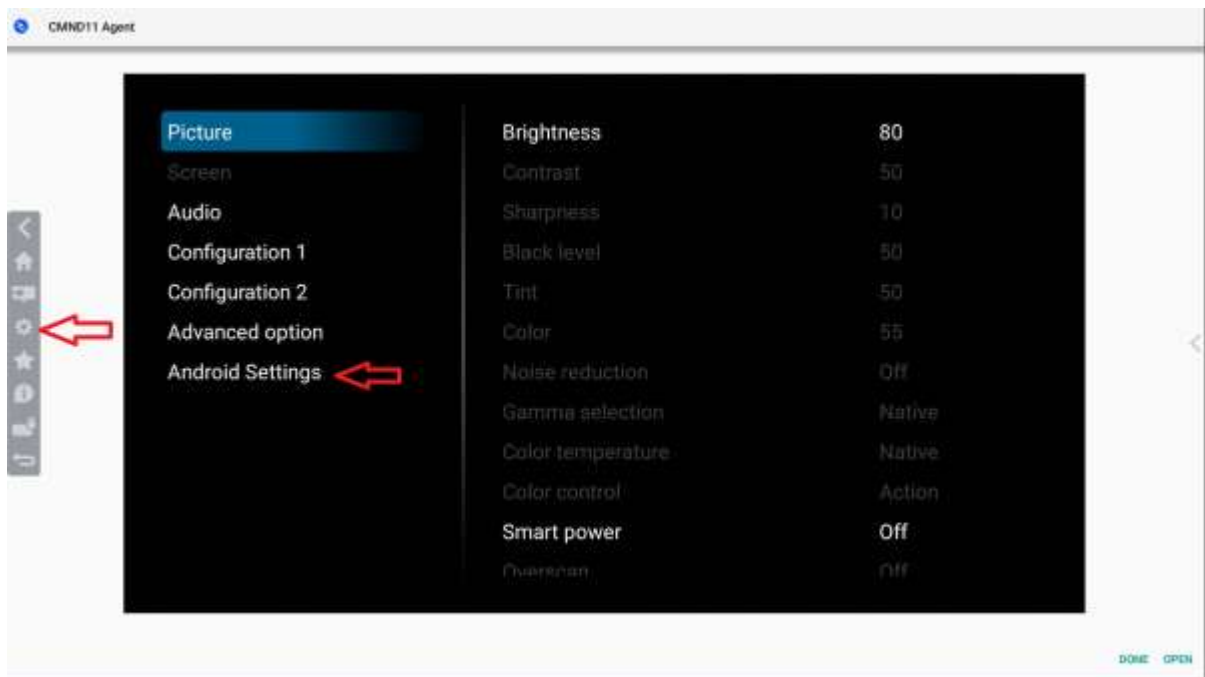 CMND11 Agent
Picture
Screen
Audio
Configuration 1
Configuration 2
Advanced option
Android Settings
Brightness 80
Contrast 50
Sharpness 10
Black level 50
Tint 50
Color 55
Noise reduction Off
Gamma selection Native
Color temperature Native
Color control Action
Smart power Off
Overscan Off
DONE OPEN